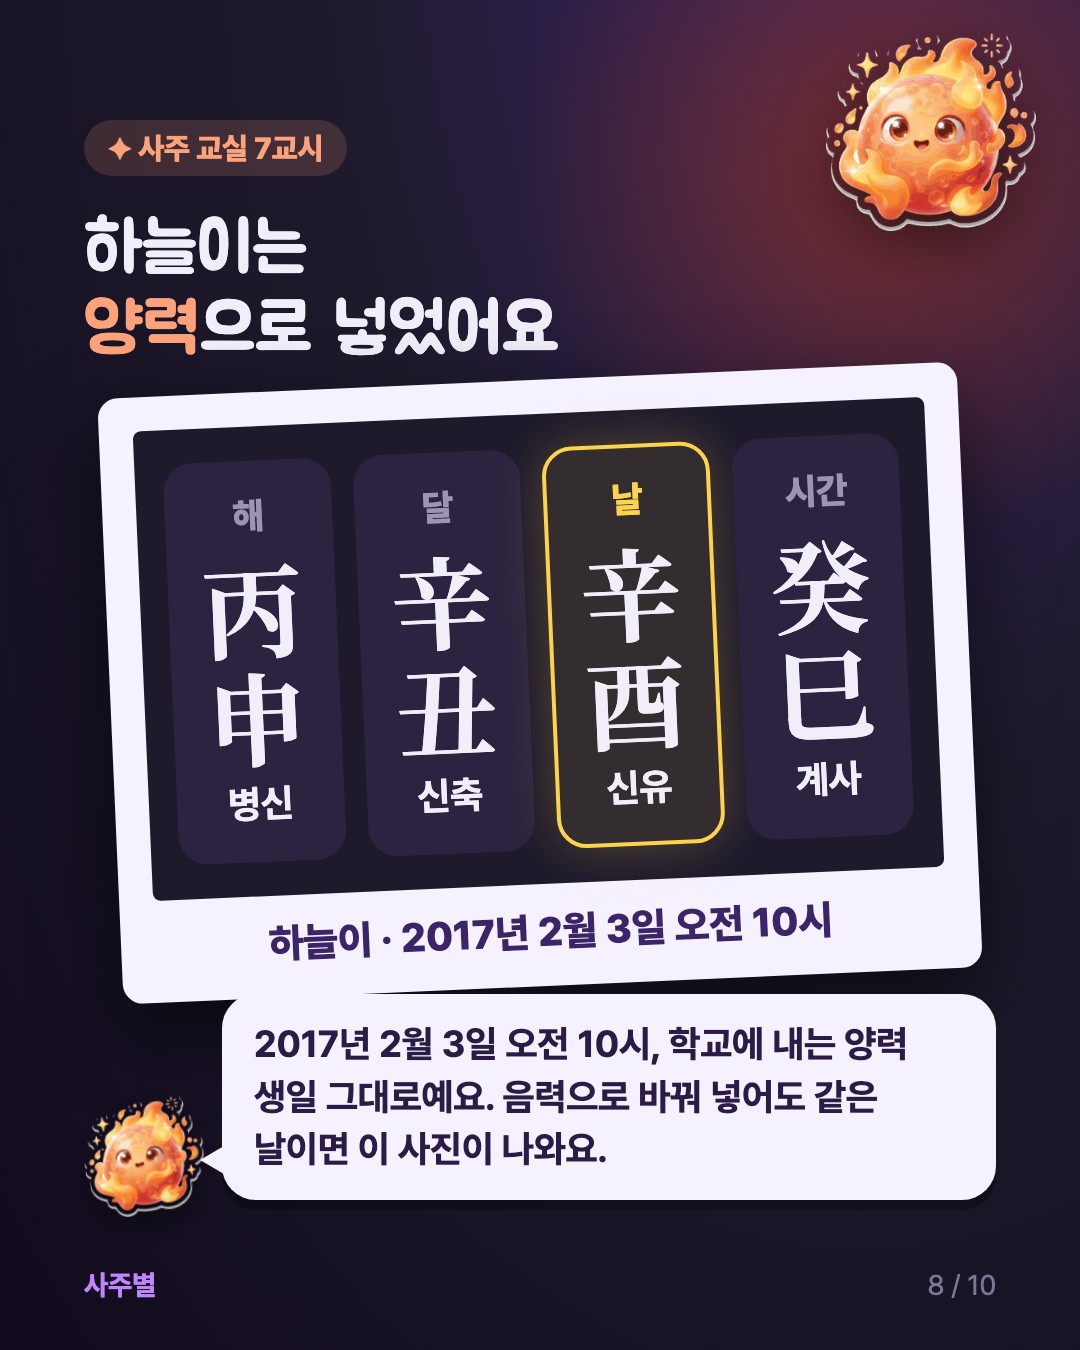 ✦ 사주 교실 7교시
하늘이는
양력으로 넣었어요
해
丙
申
병신
달
辛
丑
신축
날
辛
酉
신유
시간
癸
巳
계사
하늘이 · 2017년 2월 3일 오전 10시
2017년 2월 3일 오전 10시, 학교에 내는 양력
생일 그대로예요. 음력으로 바꿔 넣어도 같은
날이면 이 사진이 나와요.
사주별
8 / 10